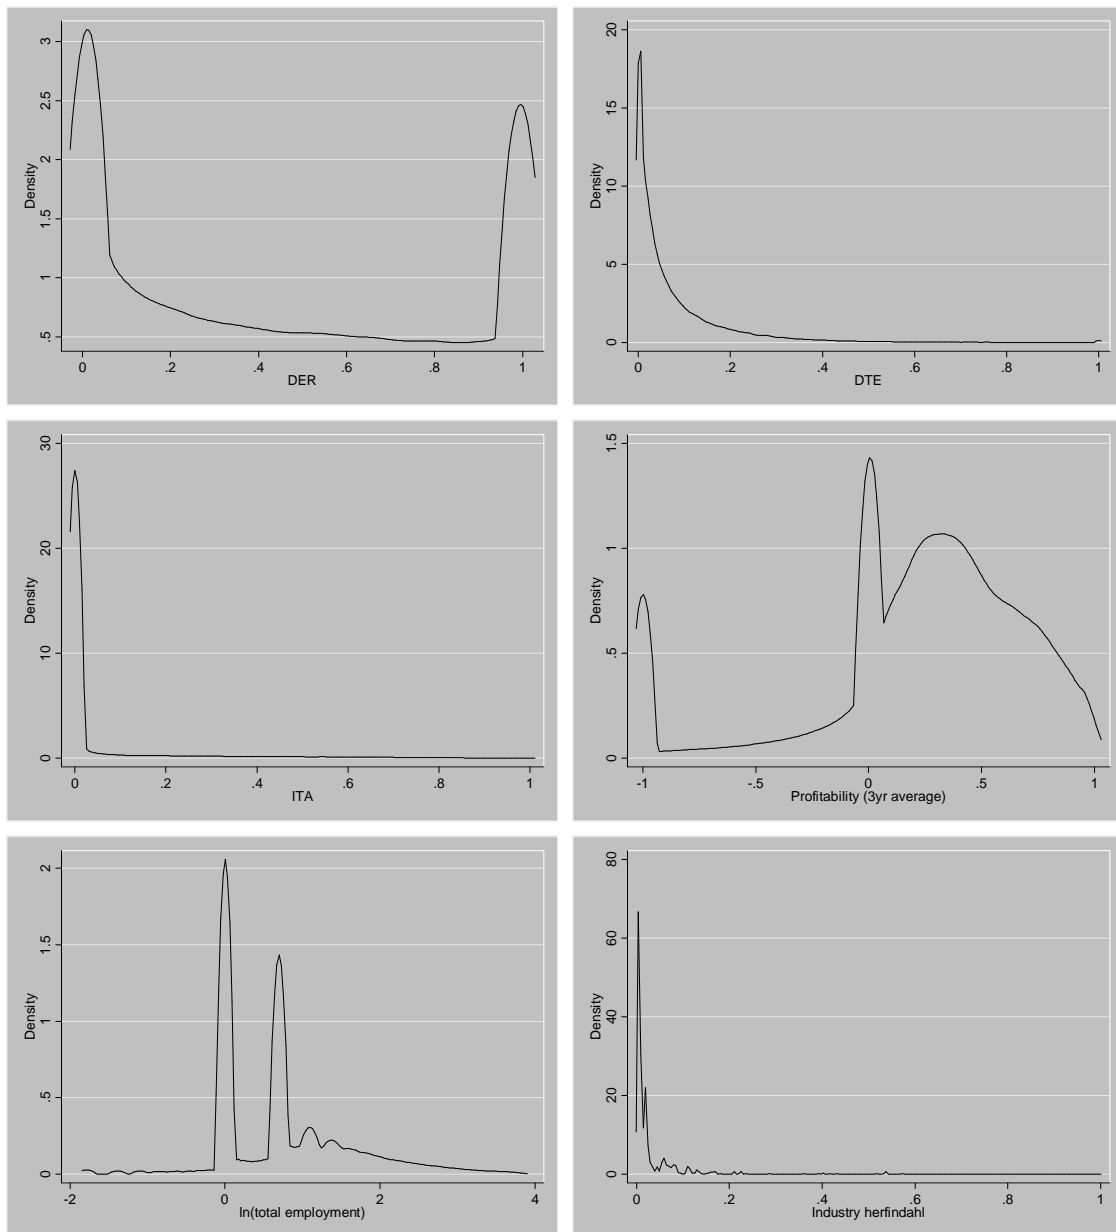 Density
3
2.5
2
1.5
1
.5
0 .2 .4 .6 .8 1
DER
Density
20
15
10
5
0
0 .2 .4 .6 .8 1
DTE
Density
30
20
10
0
0 .2 .4 .6 .8 1
ITA
Density
1.5
1
.5
0
-1 -.5 0 .5 1
Profitability (3yr average)
Density
2
1.5
1
.5
0
-2 0 2 4
ln(total employment)
Density
80
60
40
20
0
0 .2 .4 .6 .8 1
Industry herfindahl